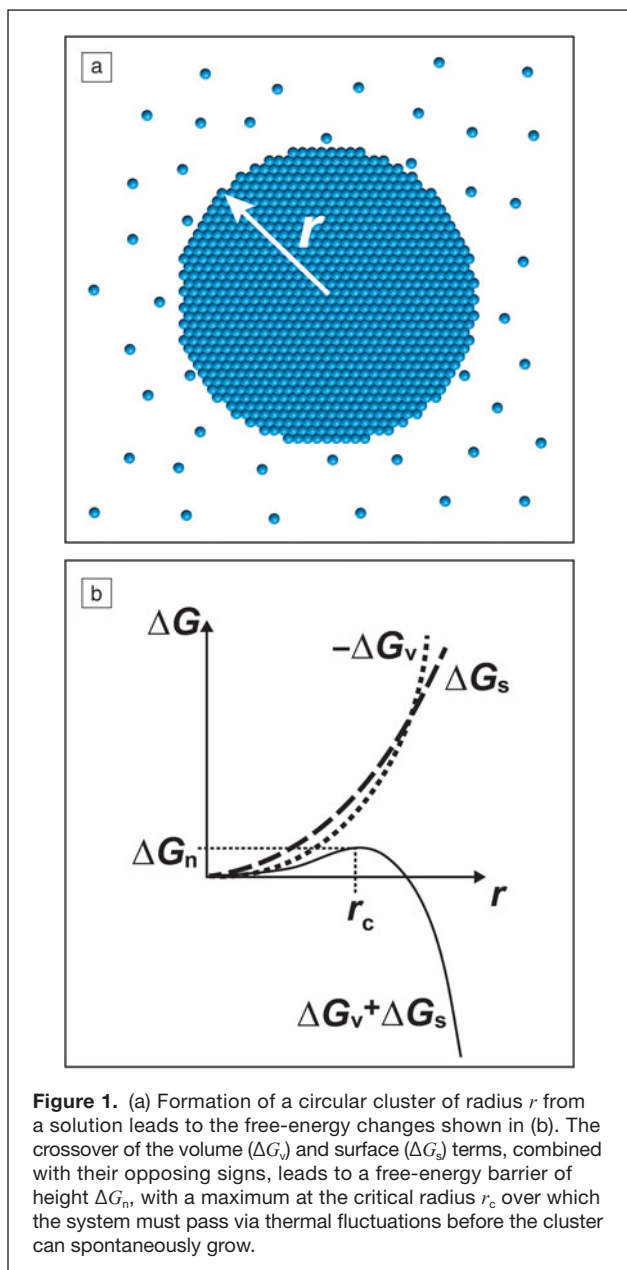 a
r
b
ΔG
−ΔGᵥ
ΔGₛ
ΔGₙ
r
r_c
ΔGᵥ+ΔGₛ
Figure 1. (a) Formation of a circular cluster of radius r from
a solution leads to the free-energy changes shown in (b). The
crossover of the volume (ΔGᵥ) and surface (ΔGₛ) terms, combined
with their opposing signs, leads to a free-energy barrier of
height ΔGₙ, with a maximum at the critical radius r_c over which
the system must pass via thermal fluctuations before the cluster
can spontaneously grow.